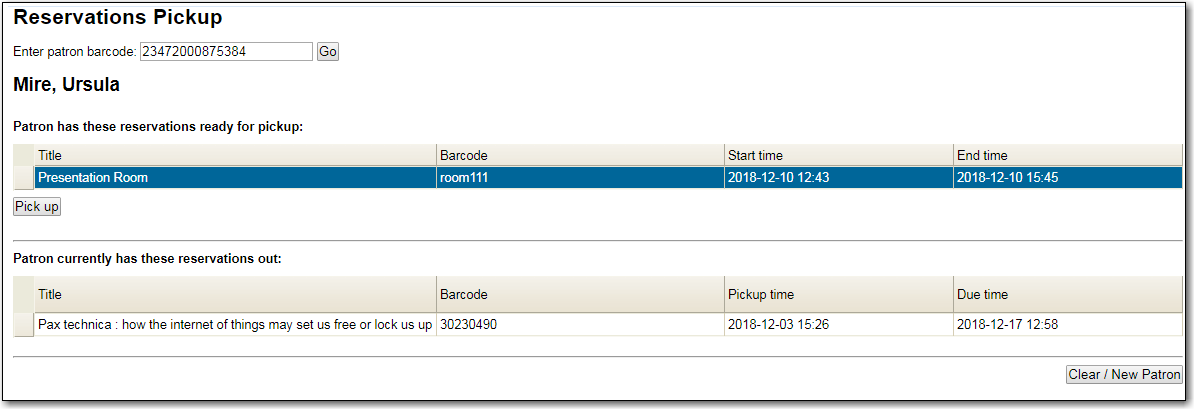 Reservations Pickup
Enter patron barcode: 23472000875384 Go
Mire, Ursula
Patron has these reservations ready for pickup:
Title Barcode Start time End time
Presentation Room room111 2018-12-10 12:43 2018-12-10 15:45
Pick up
Patron currently has these reservations out:
Title Barcode Pickup time Due time
Pax technica : how the internet of things may set us free or lock us up 30230490 2018-12-03 15:26 2018-12-17 12:58
Clear / New Patron